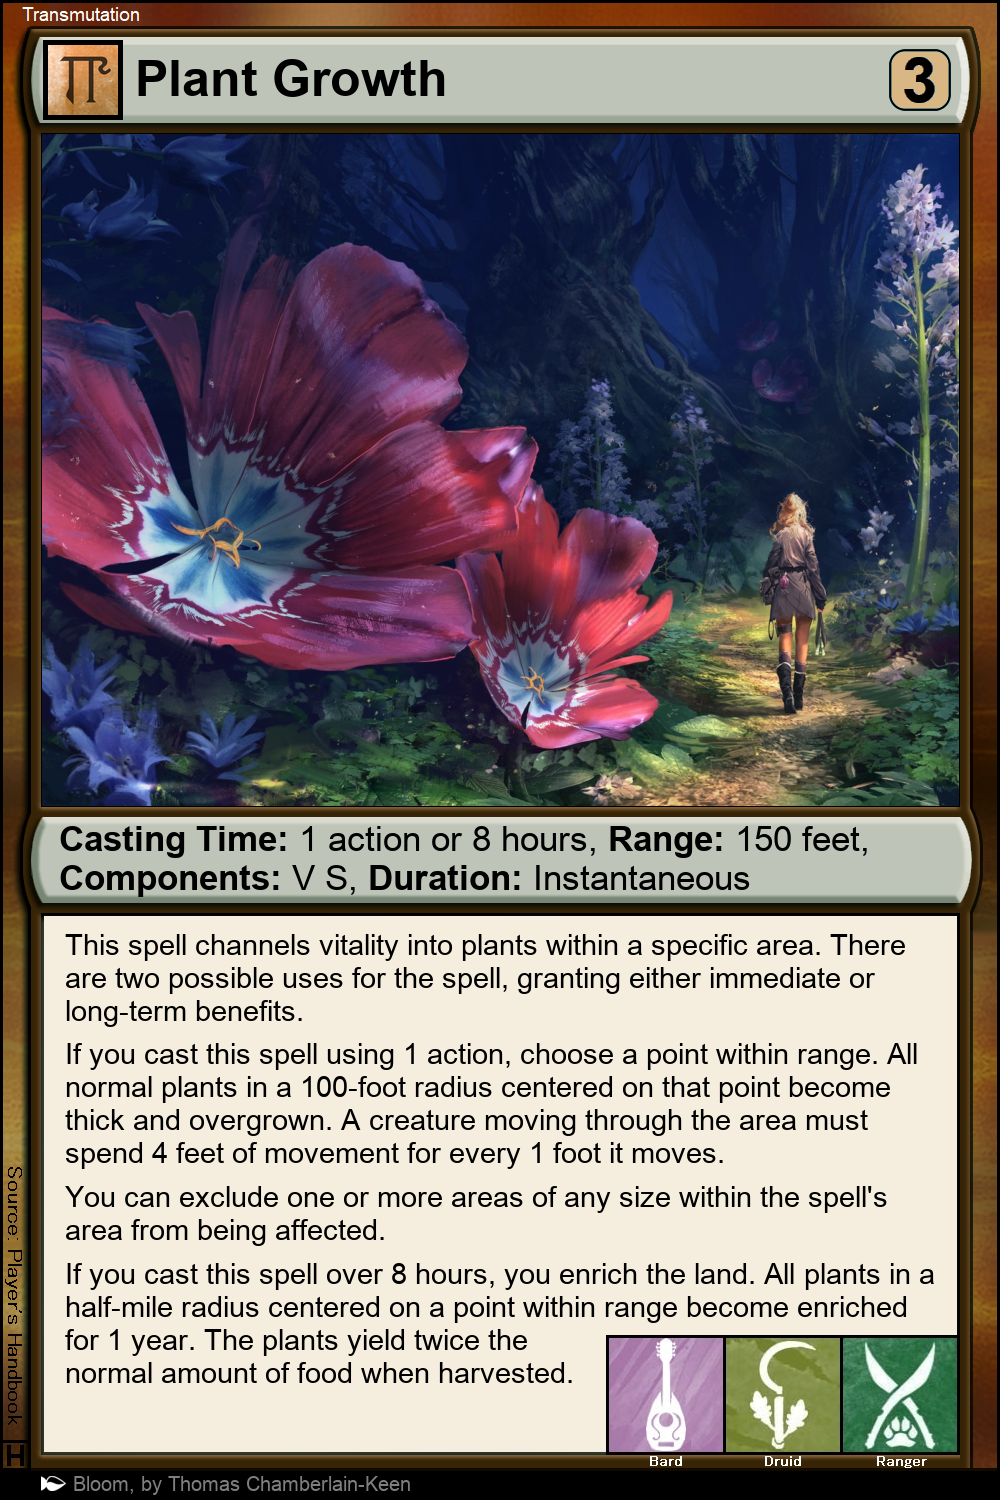 Transmutation
Plant Growth
3
Casting Time: 1 action or 8 hours, Range: 150 feet,
Components: V S, Duration: Instantaneous
This spell channels vitality into plants within a specific area. There
are two possible uses for the spell, granting either immediate or
long-term benefits.
If you cast this spell using 1 action, choose a point within range. All
normal plants in a 100-foot radius centered on that point become
thick and overgrown. A creature moving through the area must
spend 4 feet of movement for every 1 foot it moves.
You can exclude one or more areas of any size within the spell's
area from being affected.
If you cast this spell over 8 hours, you enrich the land. All plants in a
half-mile radius centered on a point within range become enriched
for 1 year. The plants yield twice the
normal amount of food when harvested.
Bard
Druid
Ranger
Source: Player's Handbook
H
Bloom, by Thomas Chamberlain-Keen